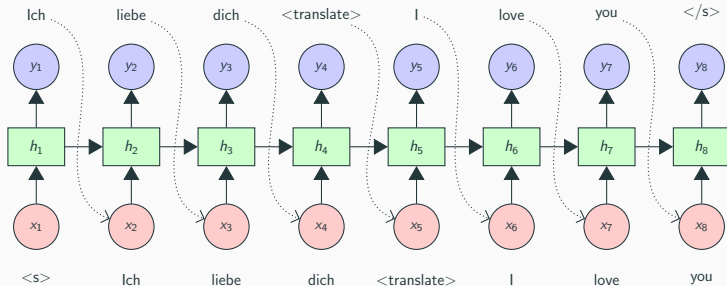 Ich liebe dich <translate> I love you </s>
y1 y2 y3 y4 y5 y6 y7 y8
h1 h2 h3 h4 h5 h6 h7 h8
x1 x2 x3 x4 x5 x6 x7 x8
<s> Ich liebe dich <translate> I love you